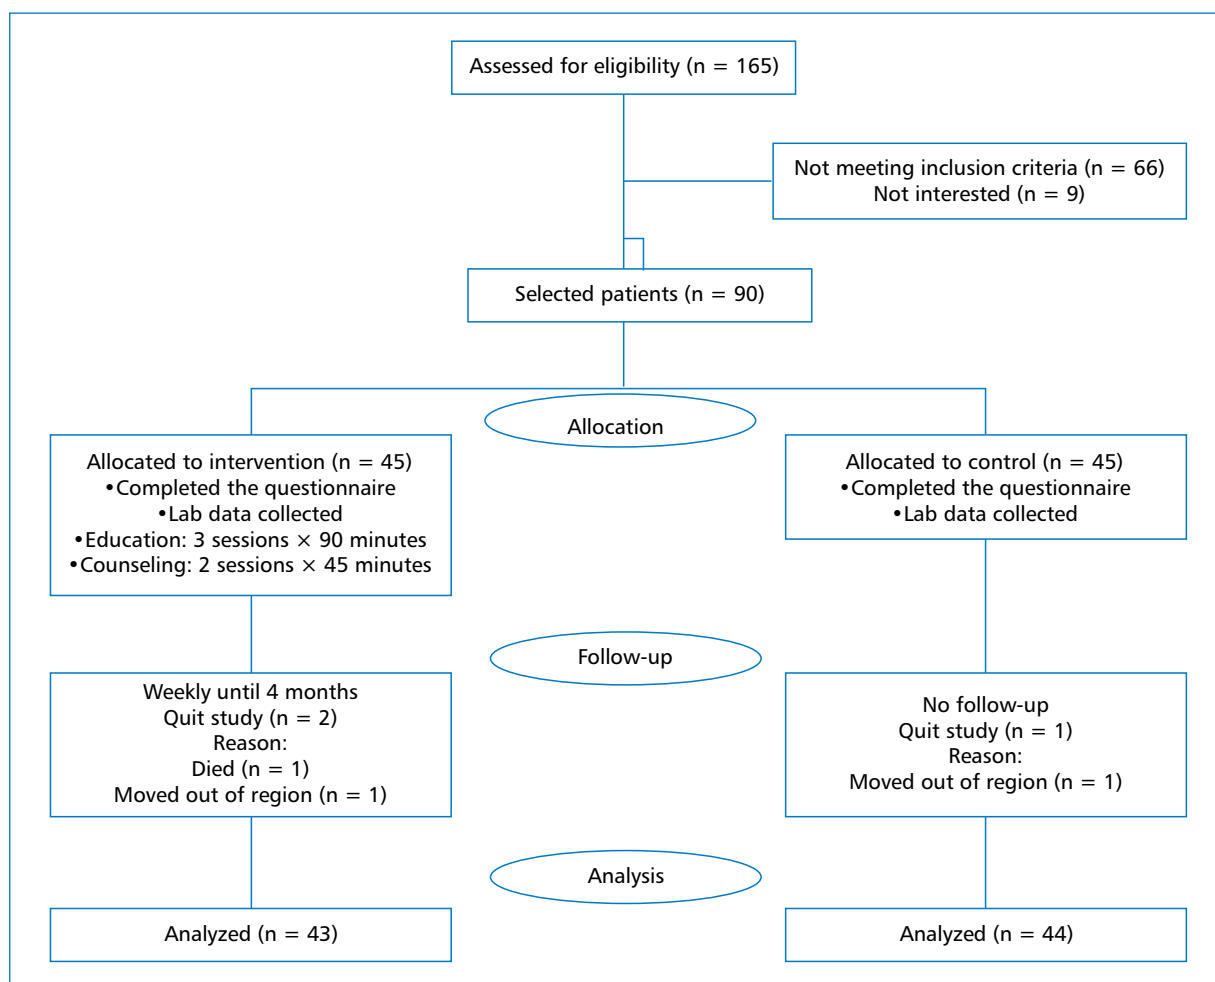 Assessed for eligibility (n = 165)
Not meeting inclusion criteria (n = 66)
Not interested (n = 9)
Selected patients (n = 90)
Allocation
Allocated to intervention (n = 45)
•Completed the questionnaire
•Lab data collected
•Education: 3 sessions × 90 minutes
•Counseling: 2 sessions × 45 minutes
Allocated to control (n = 45)
•Completed the questionnaire
•Lab data collected
Follow-up
Weekly until 4 months
Quit study (n = 2)
Reason:
Died (n = 1)
Moved out of region (n = 1)
No follow-up
Quit study (n = 1)
Reason:
Moved out of region (n = 1)
Analysis
Analyzed (n = 43)
Analyzed (n = 44)